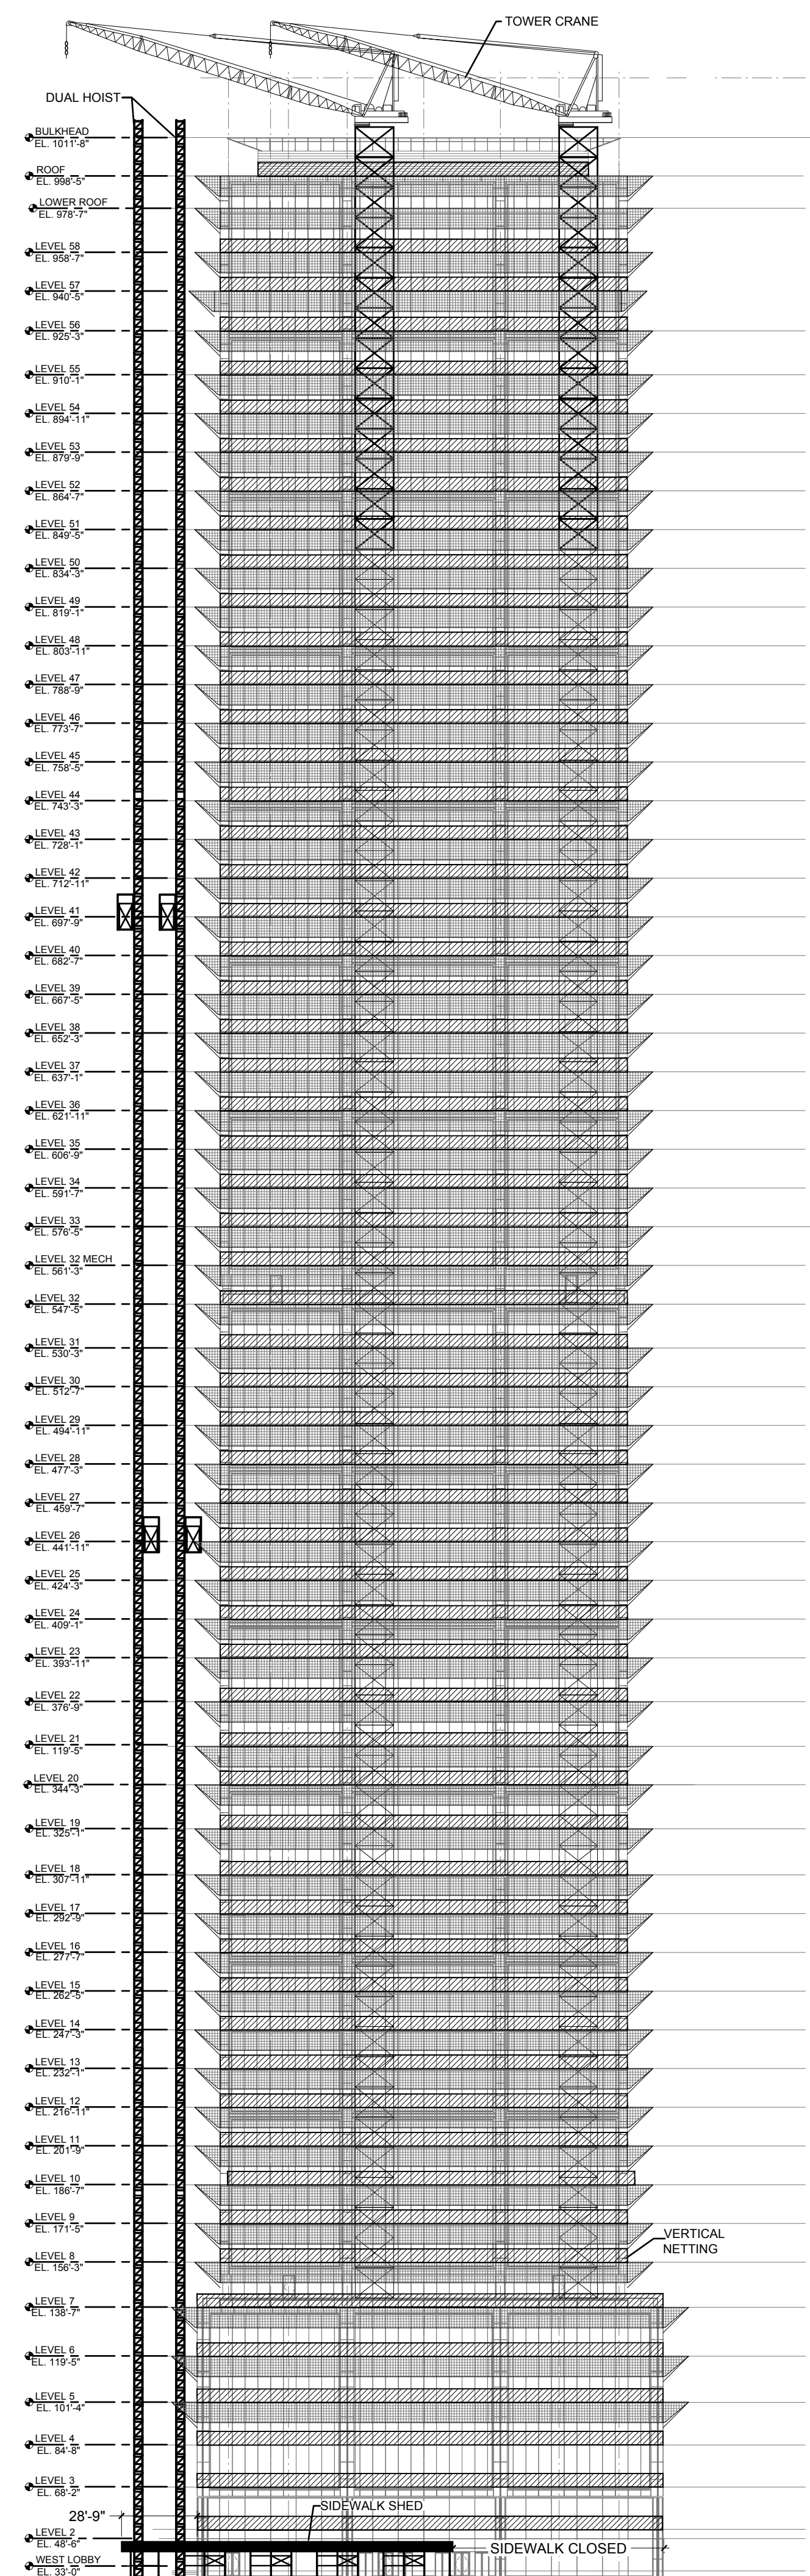 TOWER CRANE
DUAL HOIST
BULKHEAD
EL. 1011'-8"
ROOF
EL. 998'-5"
LOWER ROOF
EL. 978'-7"
LEVEL 58
EL. 958'-7"
LEVEL 57
EL. 940'-5"
LEVEL 56
EL. 925'-3"
LEVEL 55
EL. 910'-1"
LEVEL 54
EL. 894'-11"
LEVEL 53
EL. 879'-9"
LEVEL 52
EL. 864'-7"
LEVEL 51
EL. 849'-5"
LEVEL 50
EL. 834'-3"
LEVEL 49
EL. 819'-1"
LEVEL 48
EL. 803'-11"
LEVEL 47
EL. 788'-9"
LEVEL 46
EL. 773'-7"
LEVEL 45
EL. 758'-5"
LEVEL 44
EL. 743'-3"
LEVEL 43
EL. 728'-1"
LEVEL 42
EL. 712'-11"
LEVEL 41
EL. 697'-9"
LEVEL 40
EL. 682'-7"
LEVEL 39
EL. 667'-5"
LEVEL 38
EL. 652'-3"
LEVEL 37
EL. 637'-1"
LEVEL 36
EL. 621'-11"
LEVEL 35
EL. 606'-9"
LEVEL 34
EL. 591'-7"
LEVEL 33
EL. 576'-5"
LEVEL 32 MECH
EL. 561'-3"
LEVEL 32
EL. 547'-5"
LEVEL 31
EL. 530'-3"
LEVEL 30
EL. 512'-7"
LEVEL 29
EL. 494'-11"
LEVEL 28
EL. 477'-3"
LEVEL 27
EL. 459'-7"
LEVEL 26
EL. 441'-11"
LEVEL 25
EL. 424'-3"
LEVEL 24
EL. 409'-1"
LEVEL 23
EL. 393'-11"
LEVEL 22
EL. 376'-9"
LEVEL 21
EL. 119'-5"
LEVEL 20
EL. 344'-3"
LEVEL 19
EL. 325'-1"
LEVEL 18
EL. 307'-11"
LEVEL 17
EL. 292'-9"
LEVEL 16
EL. 277'-7"
LEVEL 15
EL. 262'-5"
LEVEL 14
EL. 247'-3"
LEVEL 13
EL. 232'-1"
LEVEL 12
EL. 216'-11"
LEVEL 11
EL. 201'-9"
LEVEL 10
EL. 186'-7"
LEVEL 9
EL. 171'-5"
VERTICAL
NETTING
LEVEL 8
EL. 156'-3"
LEVEL 7
EL. 138'-7"
LEVEL 6
EL. 119'-5"
LEVEL 5
EL. 101'-4"
LEVEL 4
EL. 84'-8"
LEVEL 3
EL. 68'-2"
SIDEWALK SHED
28'-9"
LEVEL 2
EL. 48'-6"
SIDEWALK CLOSED
WEST LOBBY
EL. 33'-0"